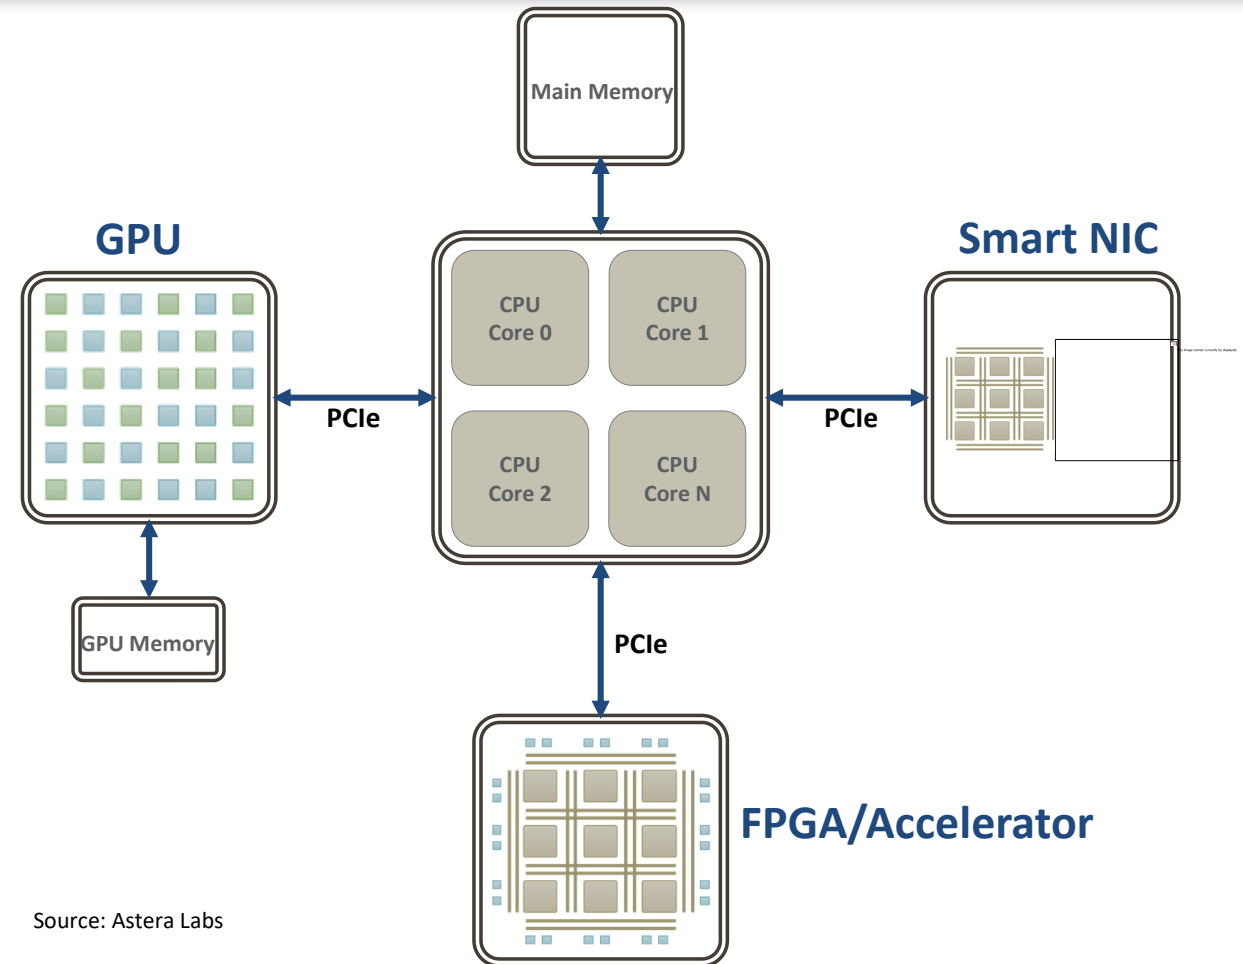 Main Memory
GPU
Smart NIC
CPU
Core 0
CPU
Core 1
PCIe
PCIe
CPU
Core 2
CPU
Core N
GPU Memory
PCIe
FPGA/Accelerator
Source: Astera Labs